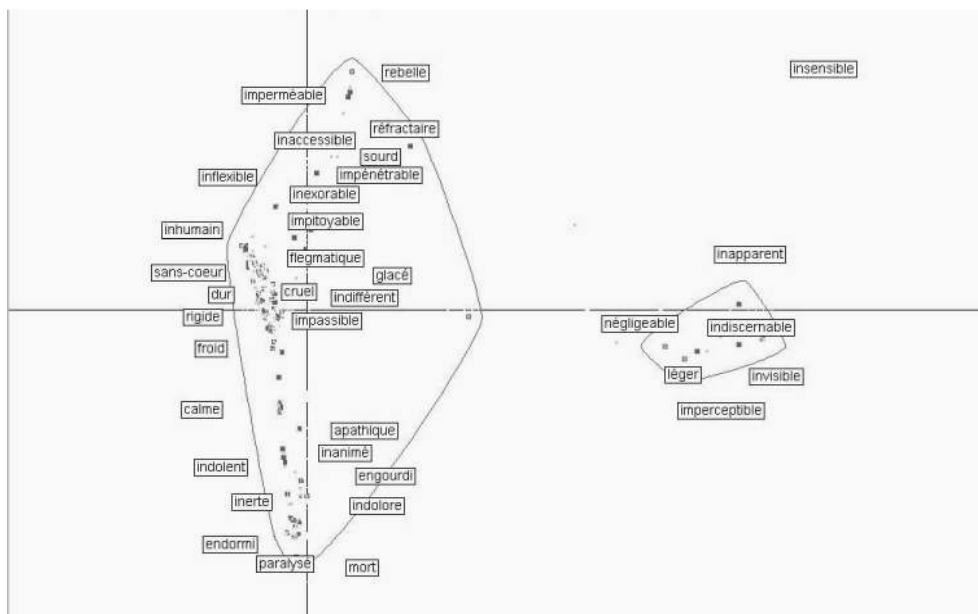 rebelle
insensible
imperméable
réfractaire
inaccessible
sourd
impénétrable
inflexible
inexorable
impitoyable
inhumain
inapparent
flegmatique
sans-coeur
glacé
cruel
dur
indifférent
rigide
impassible
négligeable
indiscernable
froid
léger
invisible
calme
imperceptible
apathique
inanimé
indolent
engourdi
inerte
indolore
endormi
paralysé
mort